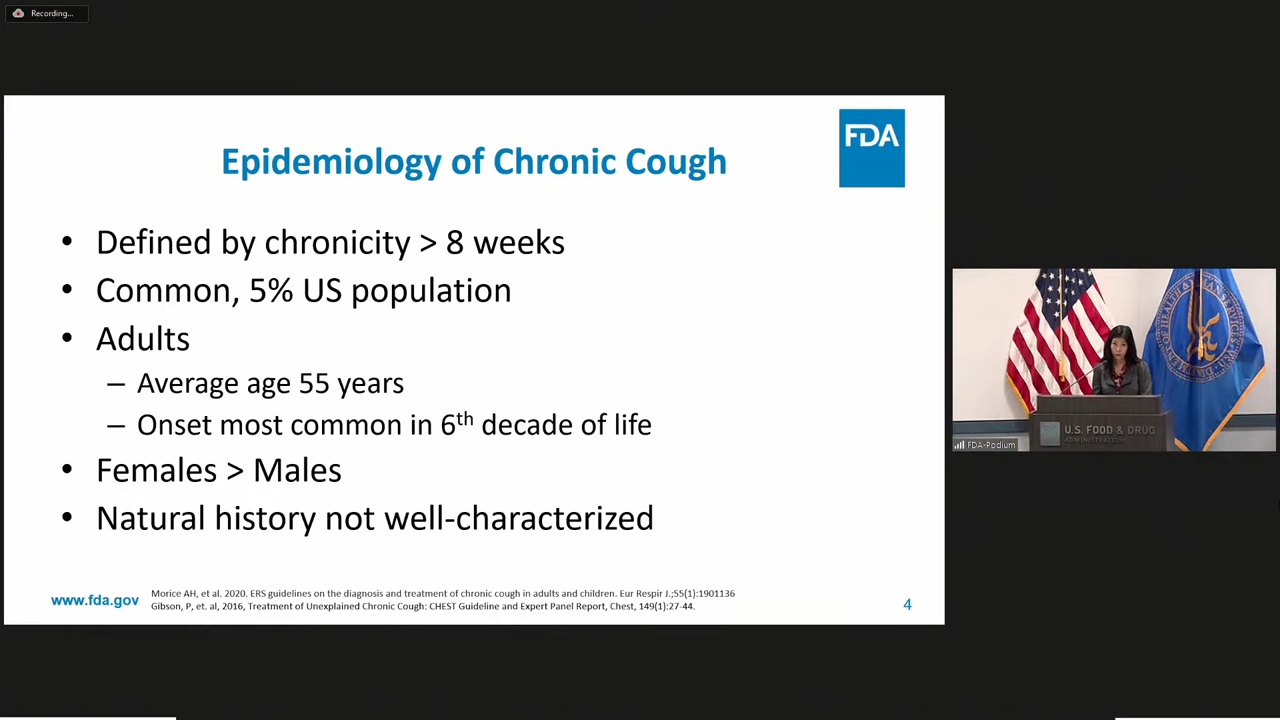 Recording...
FDA
Epidemiology of Chronic Cough
• Defined by chronicity > 8 weeks
• Common, 5% US population
• Adults
– Average age 55 years
– Onset most common in 6th decade of life
• Females > Males
• Natural history not well-characterized
www.fda.gov
Morice AH, et al. 2020. ERS guidelines on the diagnosis and treatment of chronic cough in adults and children. Eur Respir J.;55(1):1901136
Gibson, P, et. al, 2016, Treatment of Unexplained Chronic Cough: CHEST Guideline and Expert Panel Report, Chest, 149(1):27-44.
4
U.S. FOOD & DRUG
ADMINISTRATION
FDA-Podium